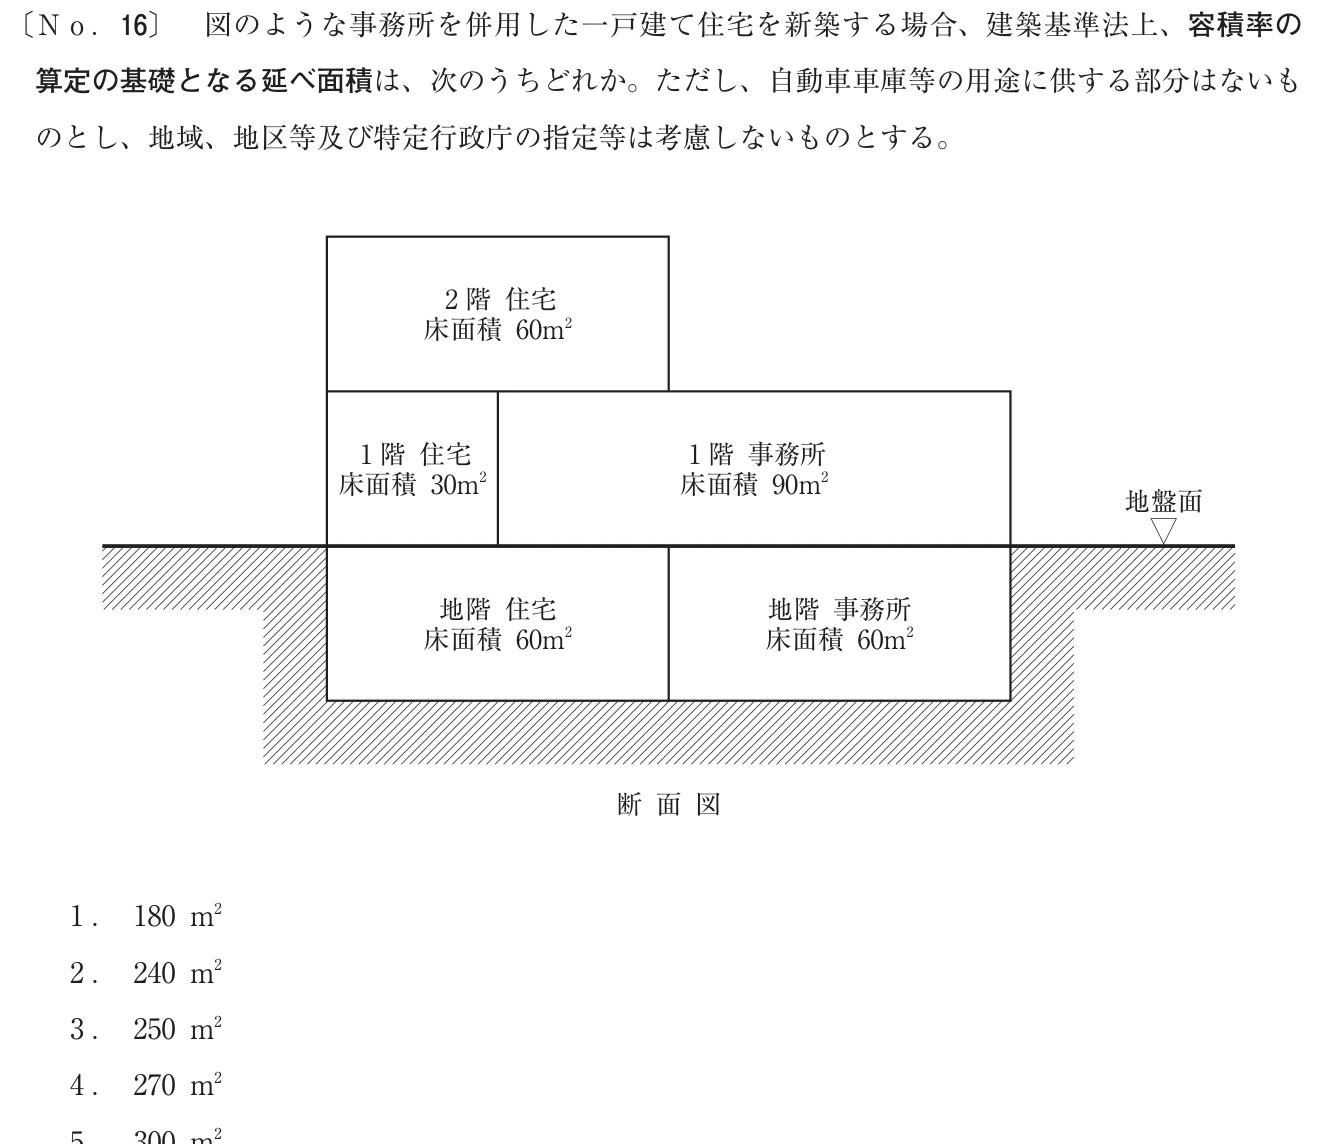 〔Ｎｏ．16〕　図のような事務所を併用した一戸建て住宅を新築する場合、建築基準法上、容積率の
算定の基礎となる延べ面積は、次のうちどれか。ただし、自動車車庫等の用途に供する部分はないも
のとし、地域、地区等及び特定行政庁の指定等は考慮しないものとする。
２階 住宅
床面積 60m²
１階 住宅
床面積 30m²
１階 事務所
床面積 90m²
地盤面
地階 住宅
床面積 60m²
地階 事務所
床面積 60m²
断 面 図
１．　180 m²
２．　240 m²
３．　250 m²
４．　270 m²
５．　300 m²